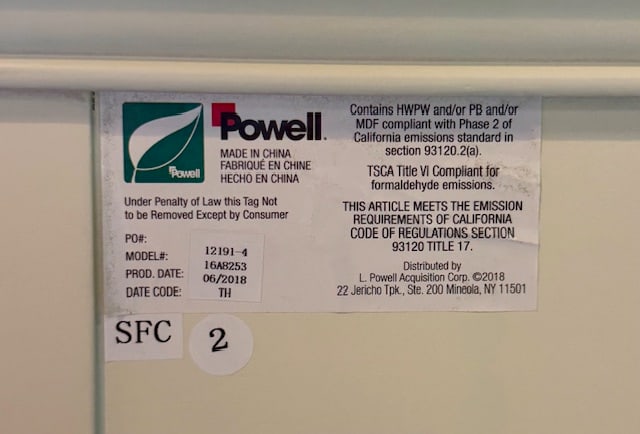 Powell
Powell.
MADE IN CHINA
FABRIQUÉ EN CHINE
HECHO EN CHINA
Under Penalty of Law this Tag Not
to be Removed Except by Consumer
PO#: 12191-4
MODEL#: 16A8253
PROD. DATE: 06/2018
DATE CODE: TH
Contains HWPW and/or PB and/or
MDF compliant with Phase 2 of
California emissions standard in
section 93120.2(a).
TSCA Title VI Compliant for
formaldehyde emissions.
THIS ARTICLE MEETS THE EMISSION
REQUIREMENTS OF CALIFORNIA
CODE OF REGULATIONS SECTION
93120 TITLE 17.
Distributed by
L. Powell Acquisition Corp. ©2018
22 Jericho Tpk., Ste. 200 Mineola, NY 11501
SFC
2